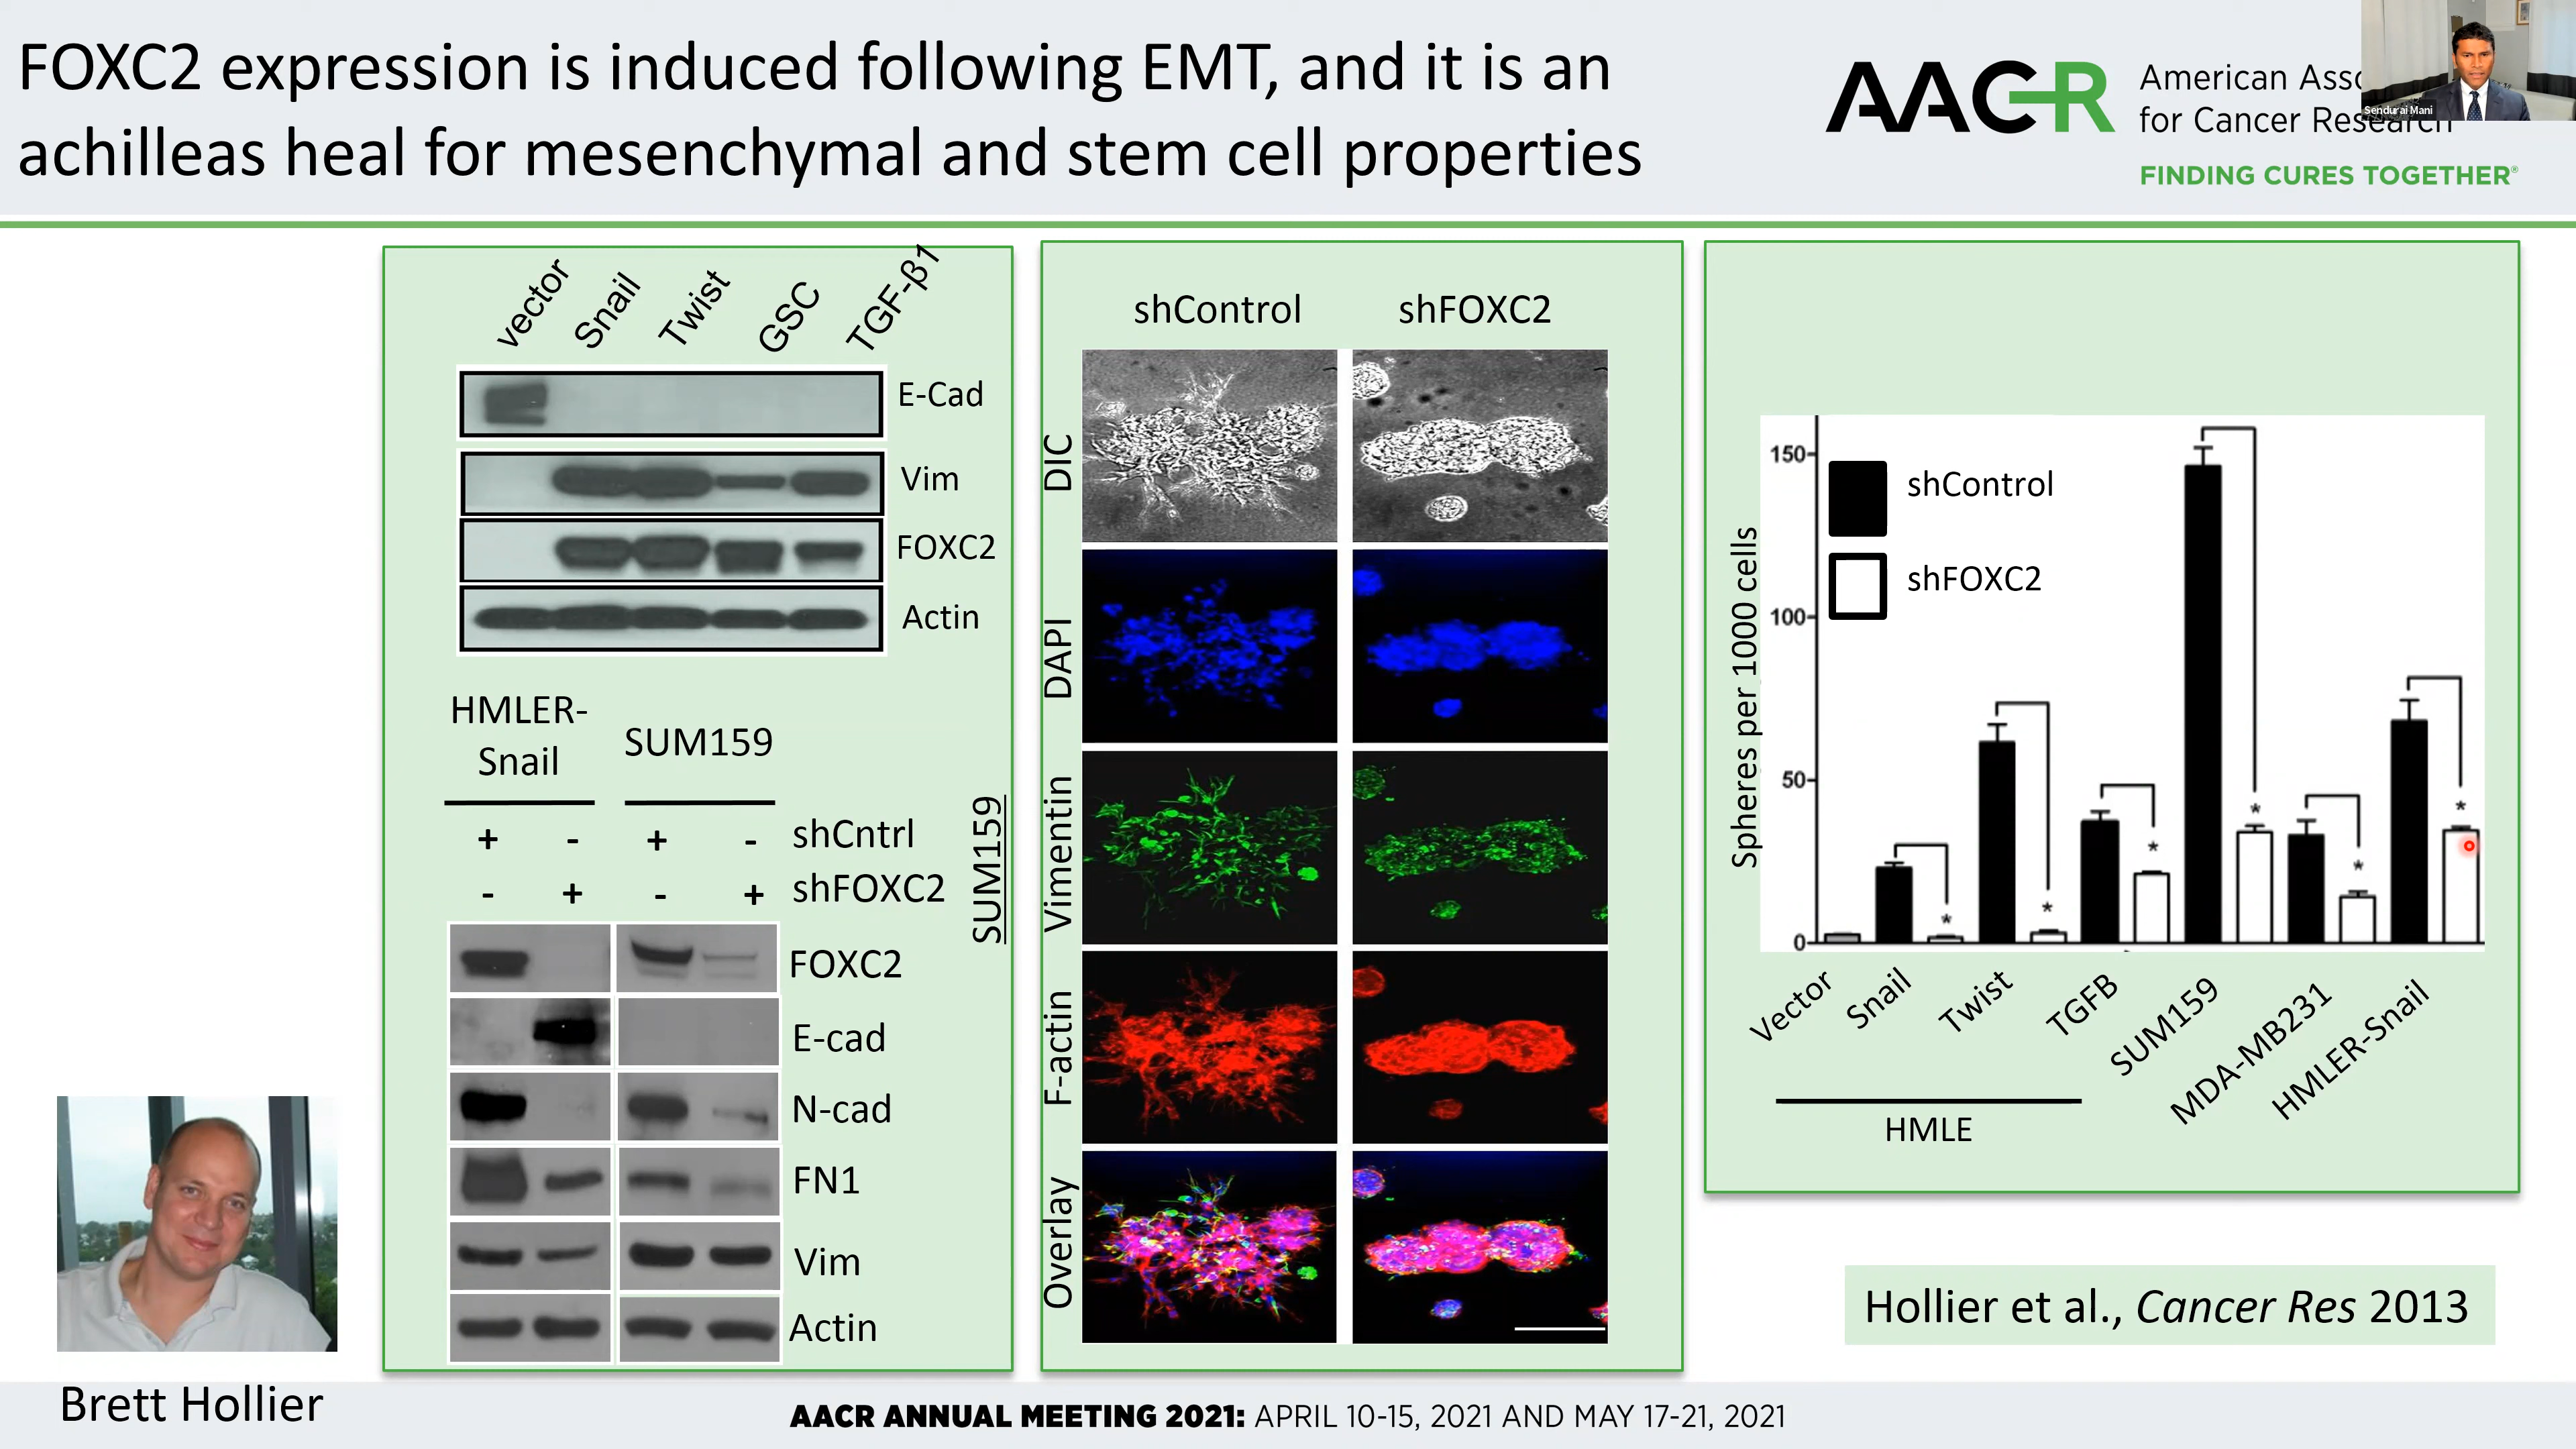 FOXC2 expression is induced following EMT, and it is an
achilleas heal for mesenchymal and stem cell properties
AACR
American Asso
for Cancer Research
FINDING CURES TOGETHER®
Sendurai Mani
vector
Snail
Twist
GSC
TGF-β1
E-Cad
Vim
FOXC2
Actin
HMLER-
Snail
SUM159
+ - + - shCntrl
- + - + shFOXC2
FOXC2
E-cad
N-cad
FN1
Vim
Actin
SUM159
shControl shFOXC2
DIC
DAPI
Vimentin
F-actin
Overlay
Spheres per 1000 cells
150
100
50
0
shControl
shFOXC2
*
*
*
*
*
*
Vector
Snail
Twist
TGFB
SUM159
MDA-MB231
HMLER-Snail
HMLE
Hollier et al., Cancer Res 2013
Brett Hollier
AACR ANNUAL MEETING 2021: APRIL 10-15, 2021 AND MAY 17-21, 2021